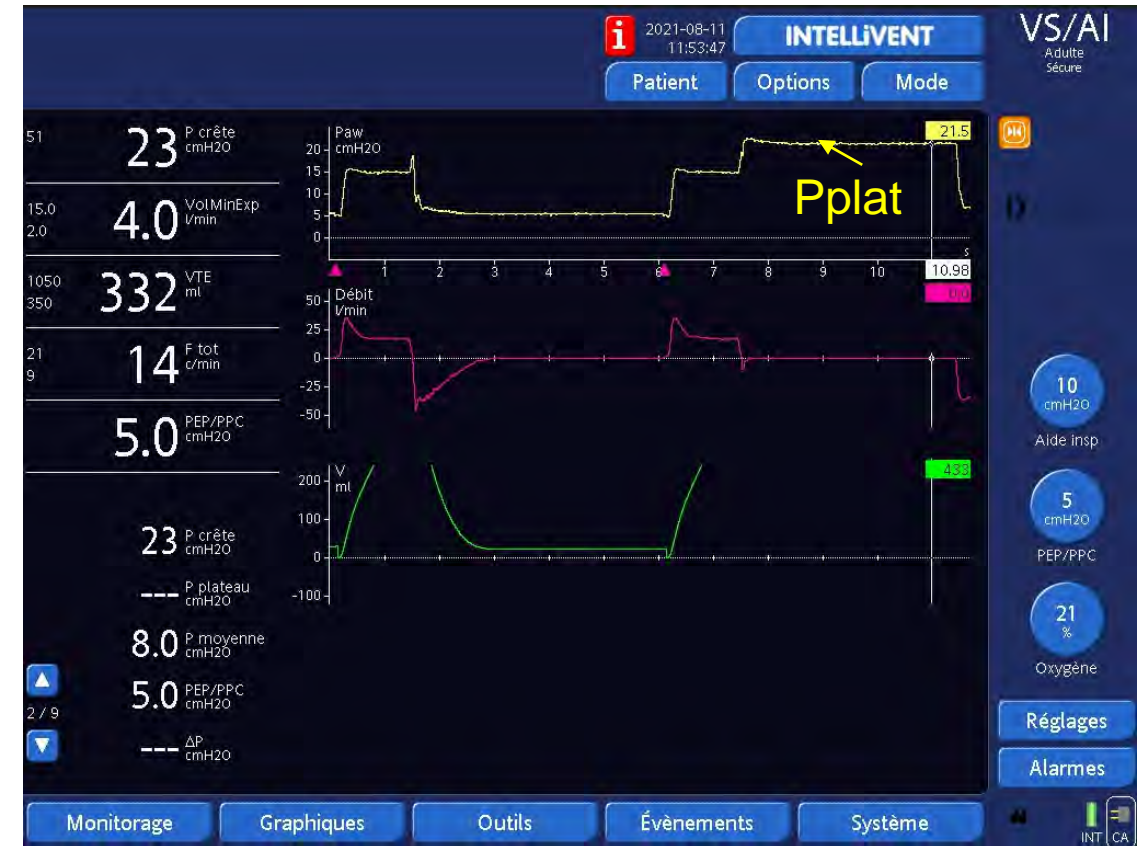 2021-08-11
11:53:47
INTELLiVENT
VS/AI
Adulte
Sécure
Patient
Options
Mode
51
23
P crête
cmH2O
15.0
2.0
4.0
VolMinExp
l/min
1050
350
332
VTE
ml
21
9
14
F tot
c/min
5.0
PEP/PPC
cmH2O
23
P crête
cmH2O
---
P plateau
cmH2O
8.0
P moyenne
cmH2O
5.0
PEP/PPC
cmH2O
---
ΔP
cmH2O
2/9
Paw
cmH2O
20
15
10
5
0
21.5
Pplat
s
1 2 3 4 5 6 7 8 9 10
10.98
Débit
l/min
50
25
0
-25
-50
0.0
V
ml
200
100
0
-100
433
10
cmH2O
Aide insp
5
cmH2O
PEP/PPC
21
%
Oxygène
Réglages
Alarmes
Monitorage
Graphiques
Outils
Évènements
Système
INT
CA